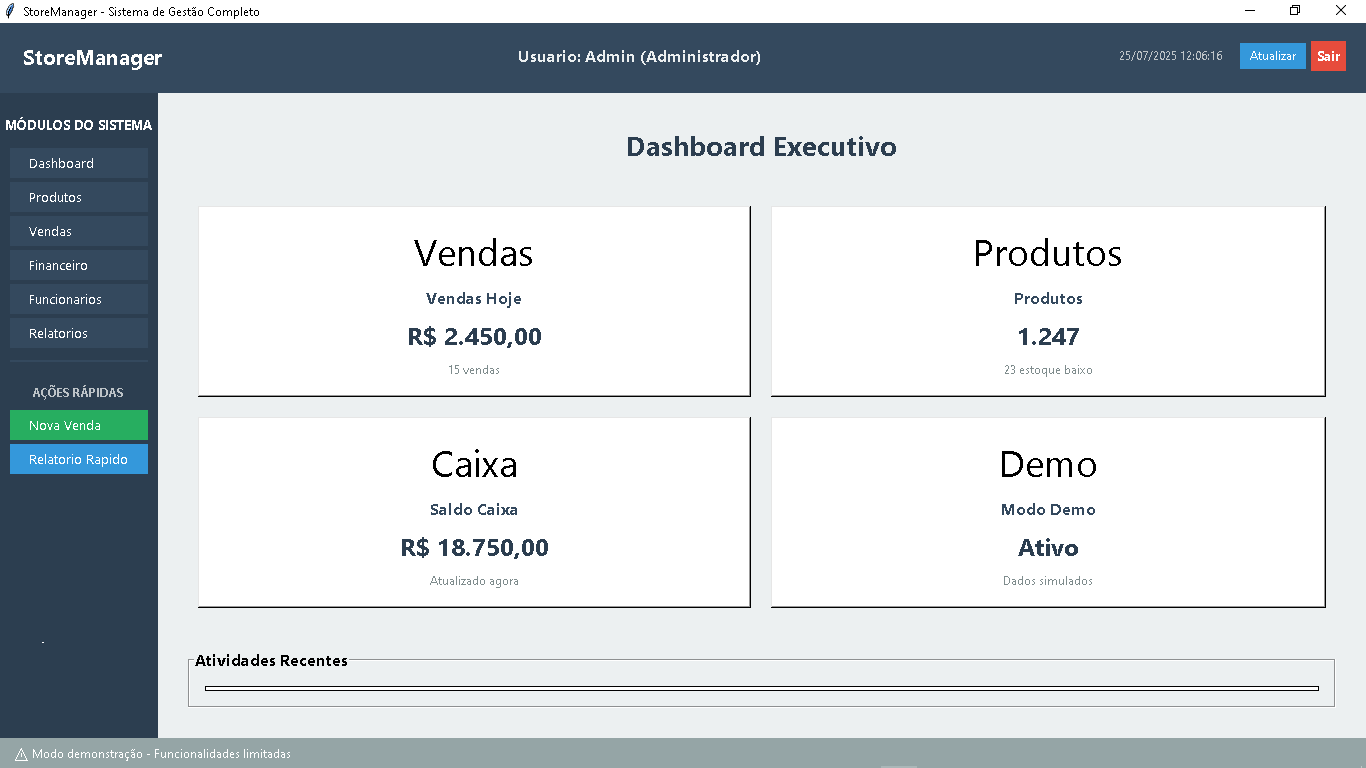 StoreManager - Sistema de Gestão Completo
StoreManager
Usuario: Admin (Administrador)
25/07/2025 12:06:16
Atualizar
Sair
MÓDULOS DO SISTEMA
Dashboard
Produtos
Vendas
Financeiro
Funcionarios
Relatorios
AÇÕES RÁPIDAS
Nova Venda
Relatorio Rapido
Dashboard Executivo
Vendas
Vendas Hoje
R$ 2.450,00
15 vendas
Produtos
Produtos
1.247
23 estoque baixo
Caixa
Saldo Caixa
R$ 18.750,00
Atualizado agora
Demo
Modo Demo
Ativo
Dados simulados
Atividades Recentes
⚠ Modo demonstração - Funcionalidades limitadas